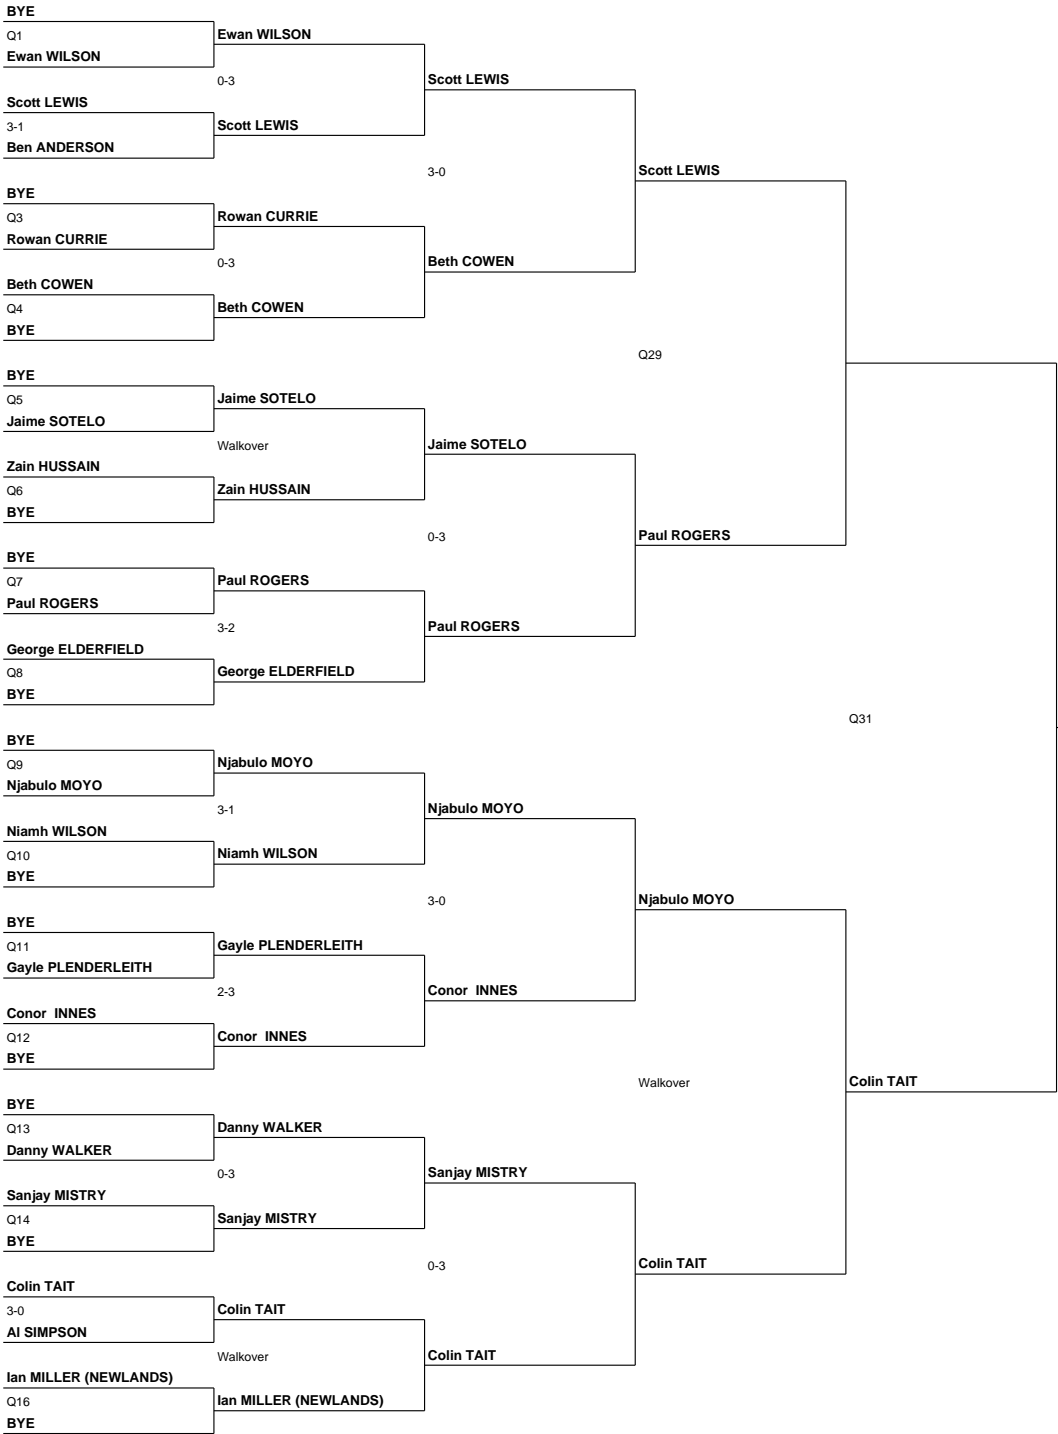 BYE
Q1
Ewan WILSON
Ewan WILSON
0-3
Scott LEWIS
Scott LEWIS
3-1
Scott LEWIS
Ben ANDERSON
3-0
Scott LEWIS
BYE
Q3
Rowan CURRIE
Rowan CURRIE
0-3
Beth COWEN
Beth COWEN
Q4
Beth COWEN
BYE
Q29
BYE
Q5
Jaime SOTELO
Jaime SOTELO
Walkover
Jaime SOTELO
Zain HUSSAIN
Q6
Zain HUSSAIN
BYE
0-3
Paul ROGERS
BYE
Q7
Paul ROGERS
Paul ROGERS
3-2
Paul ROGERS
George ELDERFIELD
Q8
George ELDERFIELD
BYE
Q31
BYE
Q9
Njabulo MOYO
Njabulo MOYO
3-1
Njabulo MOYO
Niamh WILSON
Q10
Niamh WILSON
BYE
3-0
Njabulo MOYO
BYE
Q11
Gayle PLENDERLEITH
Gayle PLENDERLEITH
2-3
Conor  INNES
Conor  INNES
Q12
Conor  INNES
BYE
Walkover
Colin TAIT
BYE
Q13
Danny WALKER
Danny WALKER
0-3
Sanjay MISTRY
Sanjay MISTRY
Q14
Sanjay MISTRY
BYE
0-3
Colin TAIT
Colin TAIT
3-0
Colin TAIT
Al SIMPSON
Walkover
Colin TAIT
Ian MILLER (NEWLANDS)
Q16
Ian MILLER (NEWLANDS)
BYE